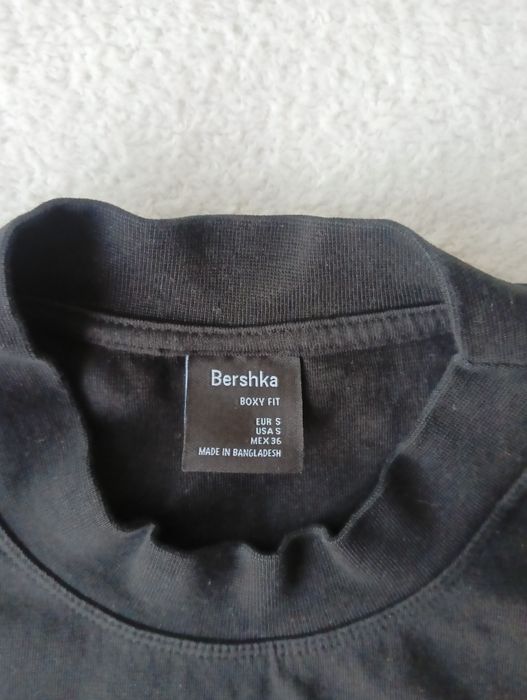 Bershka
BOXY FIT
EUR S
USA S
MEX 36
MADE IN BANGLADESH